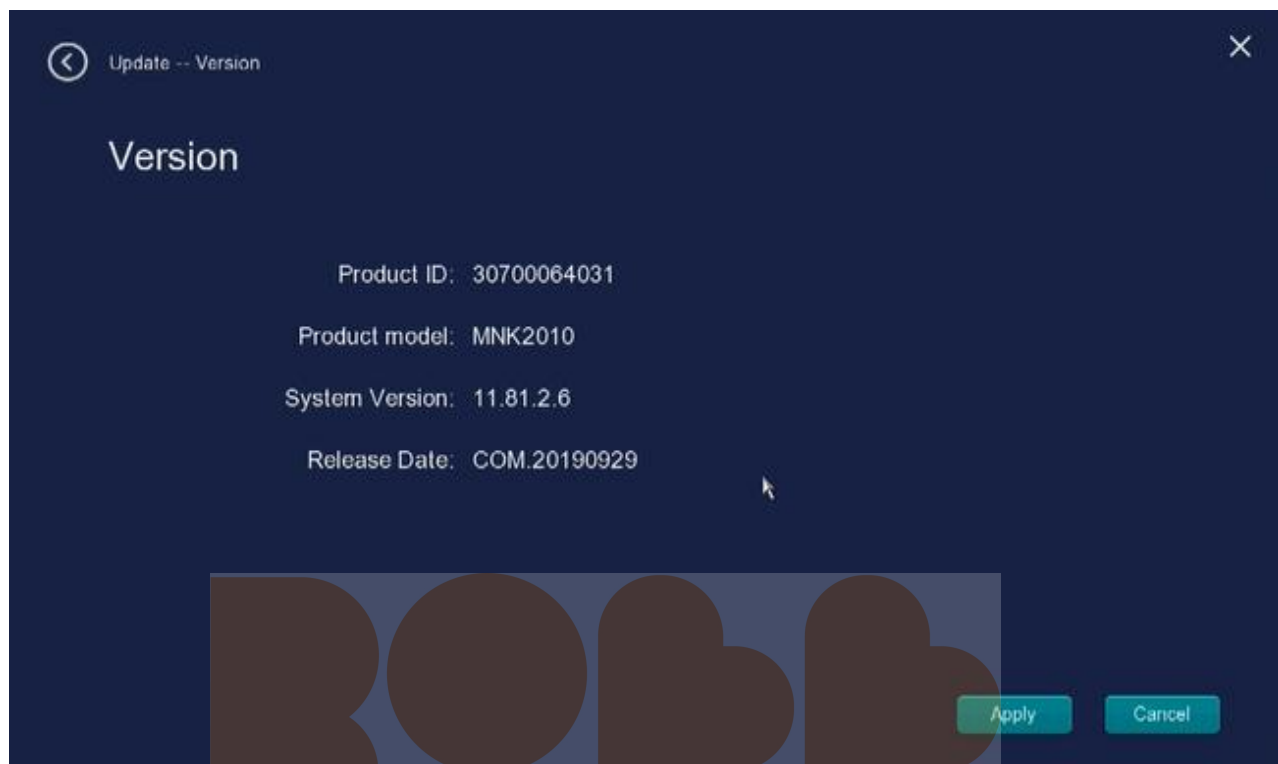 Update -- Version
Version
Product ID: 30700064031
Product model: MNK2010
System Version: 11.81.2.6
Release Date: COM.20190929
ROBB
Apply Cancel